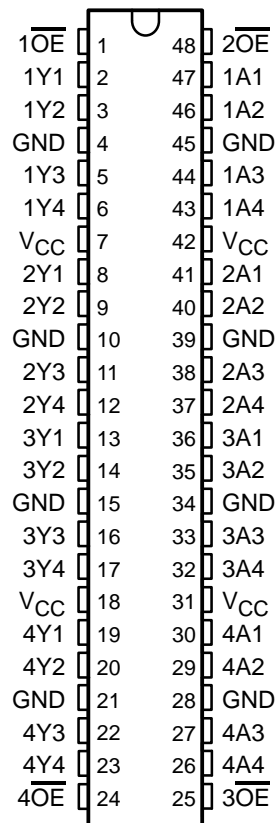 1O̅E̅ 1 48 2O̅E̅
1Y1 2 47 1A1
1Y2 3 46 1A2
GND 4 45 GND
1Y3 5 44 1A3
1Y4 6 43 1A4
VCC 7 42 VCC
2Y1 8 41 2A1
2Y2 9 40 2A2
GND 10 39 GND
2Y3 11 38 2A3
2Y4 12 37 2A4
3Y1 13 36 3A1
3Y2 14 35 3A2
GND 15 34 GND
3Y3 16 33 3A3
3Y4 17 32 3A4
VCC 18 31 VCC
4Y1 19 30 4A1
4Y2 20 29 4A2
GND 21 28 GND
4Y3 22 27 4A3
4Y4 23 26 4A4
4O̅E̅ 24 25 3O̅E̅